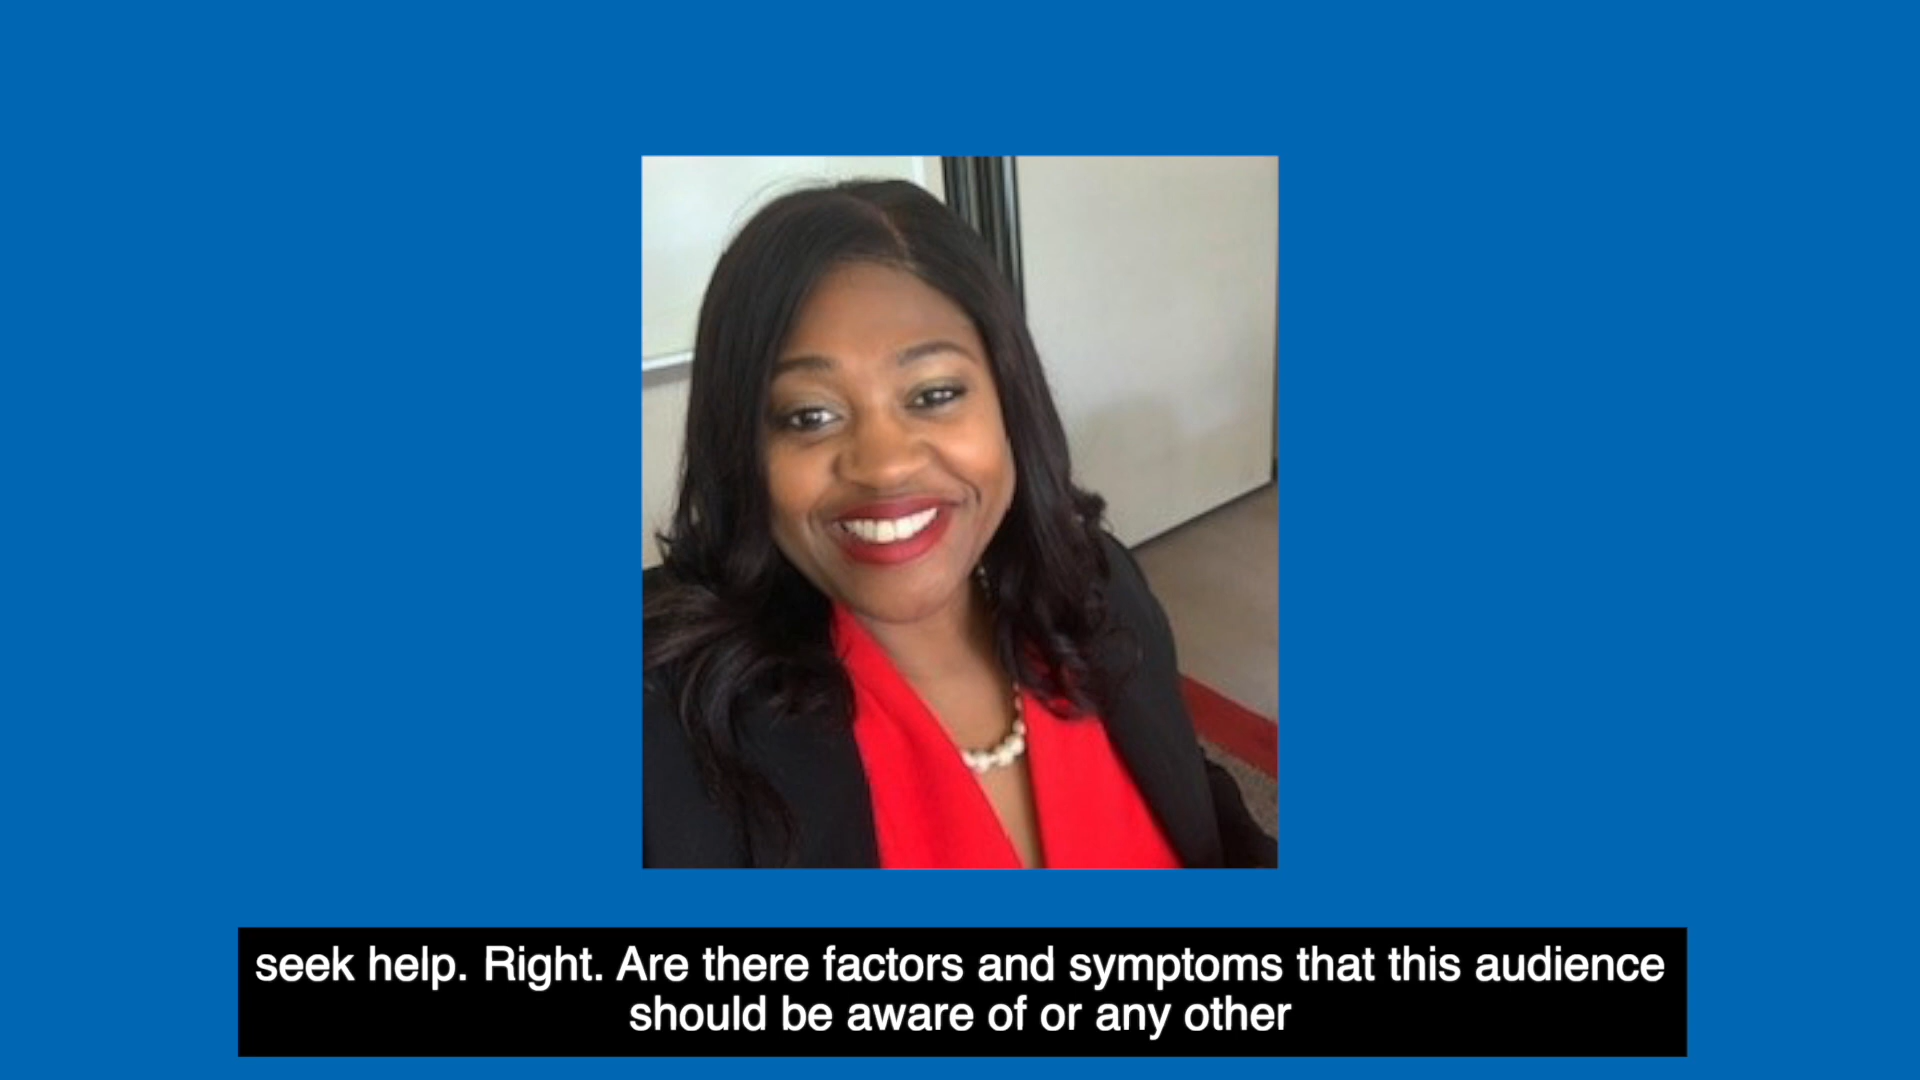 seek help. Right. Are there factors and symptoms that this audience
should be aware of or any other